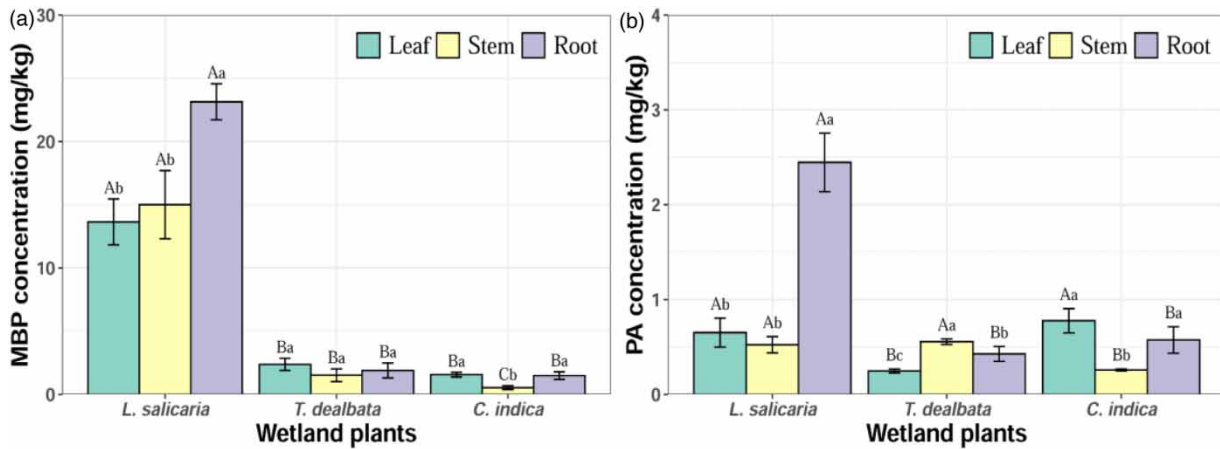 (a)
MBP concentration (mg/kg)
30
20
10
0
Leaf Stem Root
Ab Ab Aa
Ba Ba Ba
Ba Cb Ba
L. salicaria T. dealbata C. indica
Wetland plants
(b)
PA concentration (mg/kg)
4
3
2
1
0
Leaf Stem Root
Ab Ab Aa
Bc Aa Bb
Aa Bb Ba
L. salicaria T. dealbata C. indica
Wetland plants